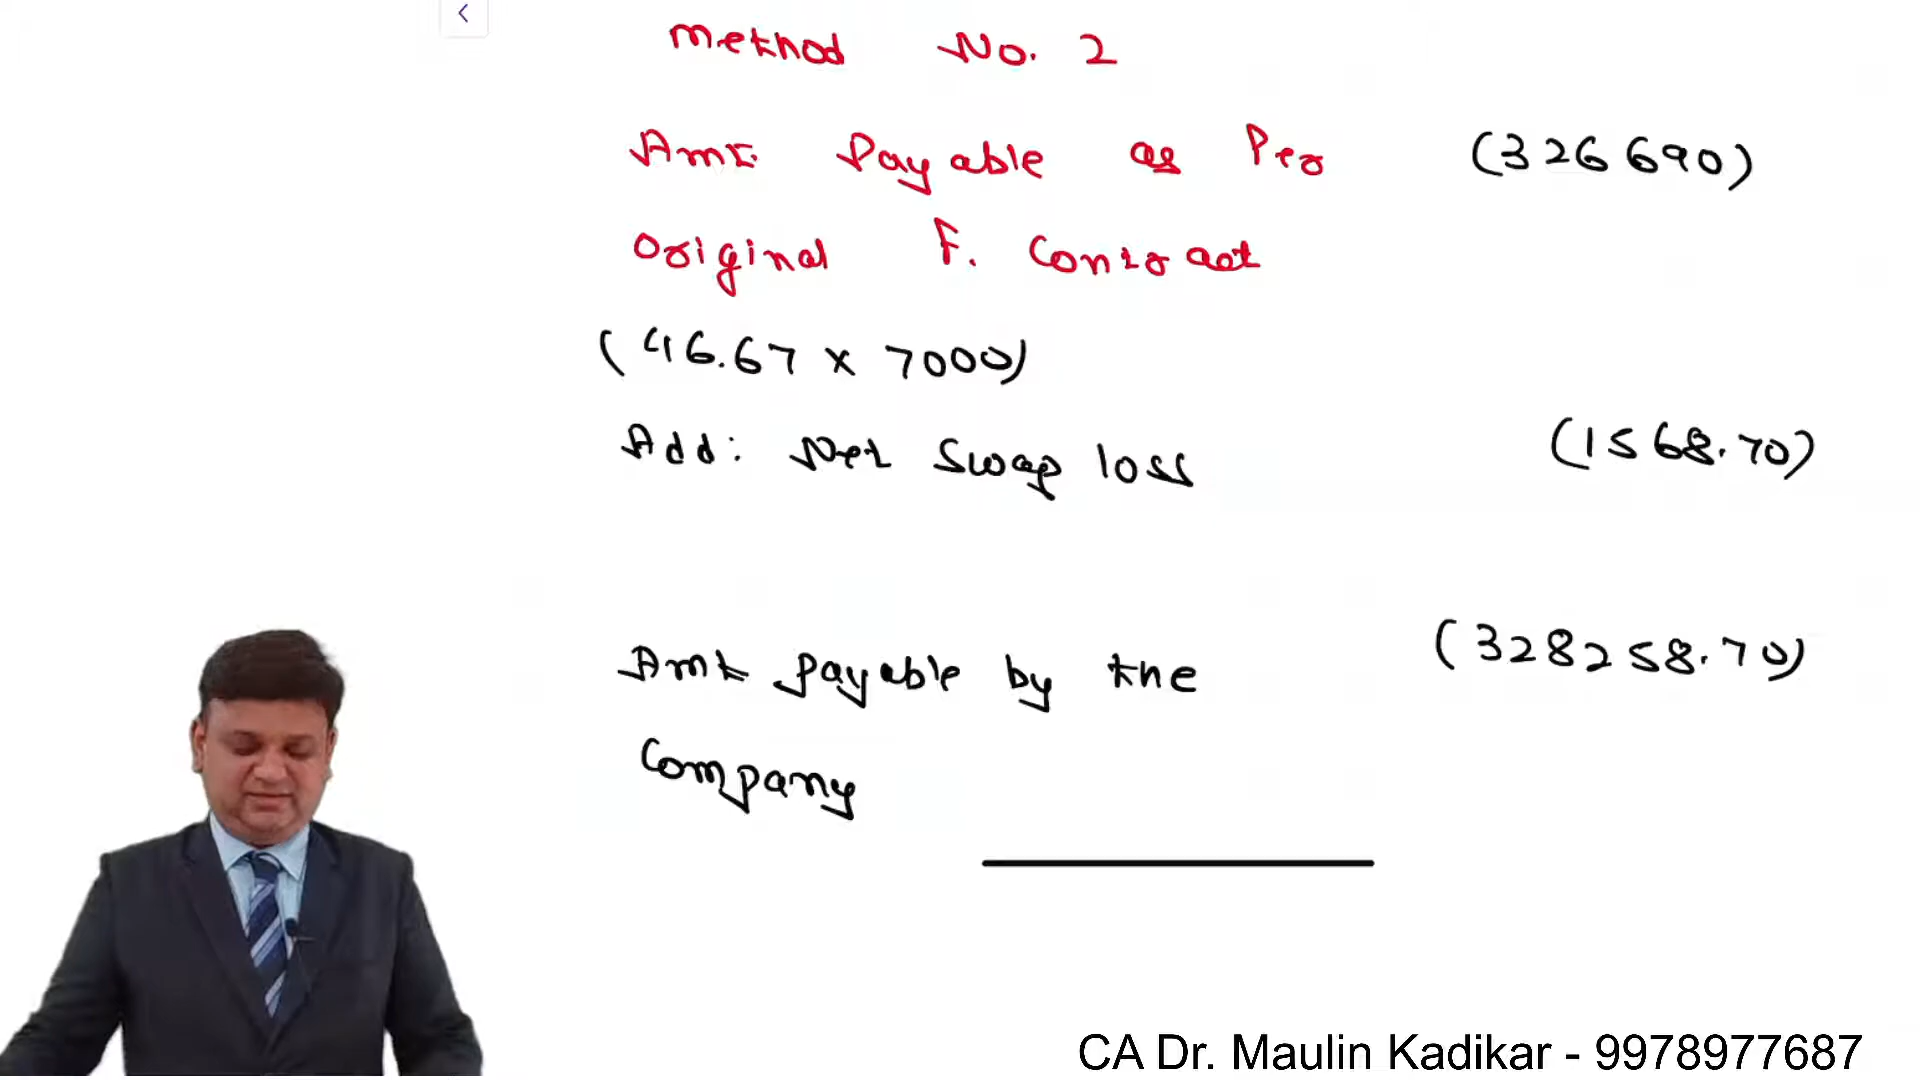 Method No. 2
Amt. Payable as Per (326690)
Original F. Contract
(46.67 x 7000)
Add: Net Swap loss (1568.70)
Amt Payable by the (328258.70)
Company
CA Dr. Maulin Kadikar - 9978977687